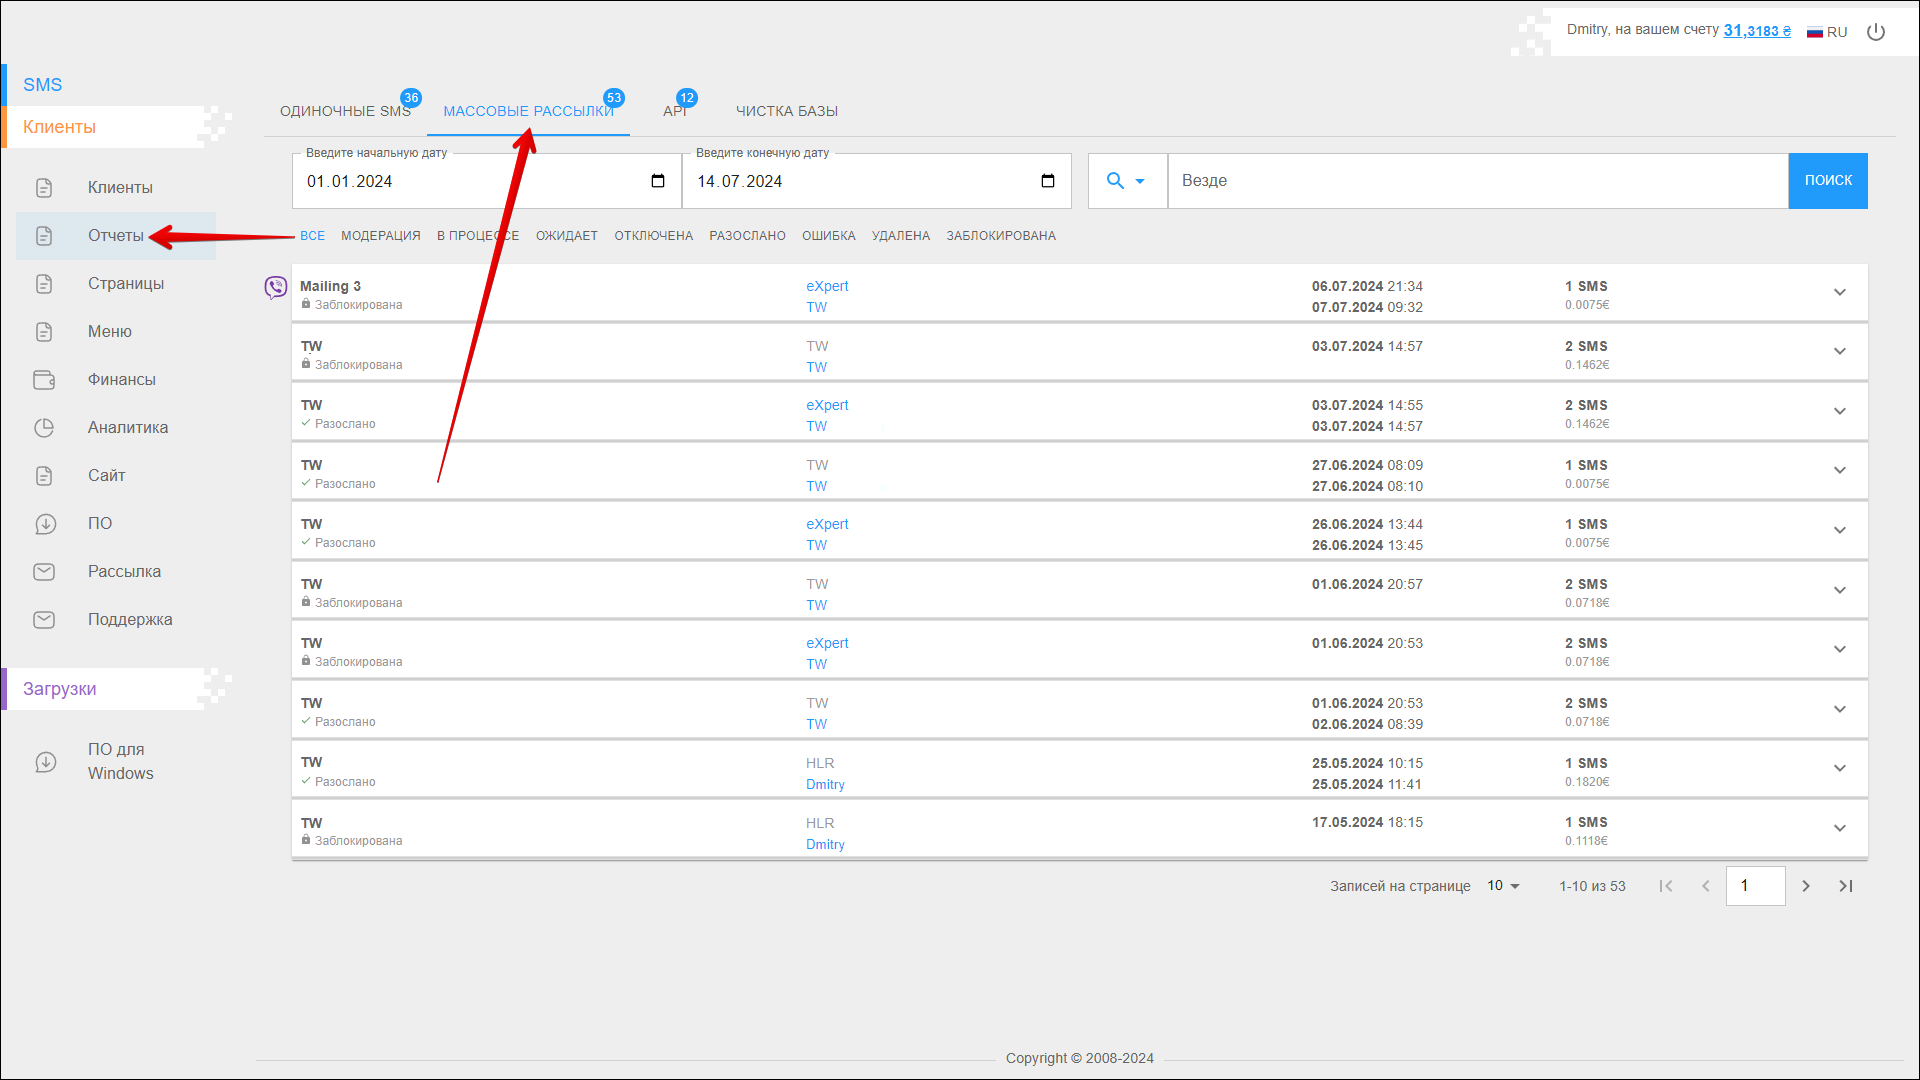 Dmitry, на вашем счету 31,3183 ₴ RU
SMS
Клиенты
Клиенты
Отчеты
Страницы
Меню
Финансы
Аналитика
Сайт
ПО
Рассылка
Поддержка
Загрузки
ПО для
Windows
ОДИНОЧНЫЕ SMS 36 МАССОВЫЕ РАССЫЛКИ 53 API 12 ЧИСТКА БАЗЫ
Введите начальную дату Введите конечную дату
01.01.2024 14.07.2024 Везде ПОИСК
ВСЕ МОДЕРАЦИЯ В ПРОЦЕССЕ ОЖИДАЕТ ОТКЛЮЧЕНА РАЗОСЛАНО ОШИБКА УДАЛЕНА ЗАБЛОКИРОВАНА
Mailing 3 eXpert 06.07.2024 21:34 1 SMS
Заблокирована TW 07.07.2024 09:32 0.0075€
TW TW 03.07.2024 14:57 2 SMS
Заблокирована TW 0.1462€
TW eXpert 03.07.2024 14:55 2 SMS
Разослано TW 03.07.2024 14:57 0.1462€
TW TW 27.06.2024 08:09 1 SMS
Разослано TW 27.06.2024 08:10 0.0075€
TW eXpert 26.06.2024 13:44 1 SMS
Разослано TW 26.06.2024 13:45 0.0075€
TW TW 01.06.2024 20:57 2 SMS
Заблокирована TW 0.0718€
TW eXpert 01.06.2024 20:53 2 SMS
Заблокирована TW 0.0718€
TW TW 01.06.2024 20:53 2 SMS
Разослано TW 02.06.2024 08:39 0.0718€
TW HLR 25.05.2024 10:15 1 SMS
Разослано Dmitry 25.05.2024 11:41 0.1820€
TW HLR 17.05.2024 18:15 1 SMS
Заблокирована Dmitry 0.1118€
Записей на странице 10 1-10 из 53 1
Copyright © 2008-2024